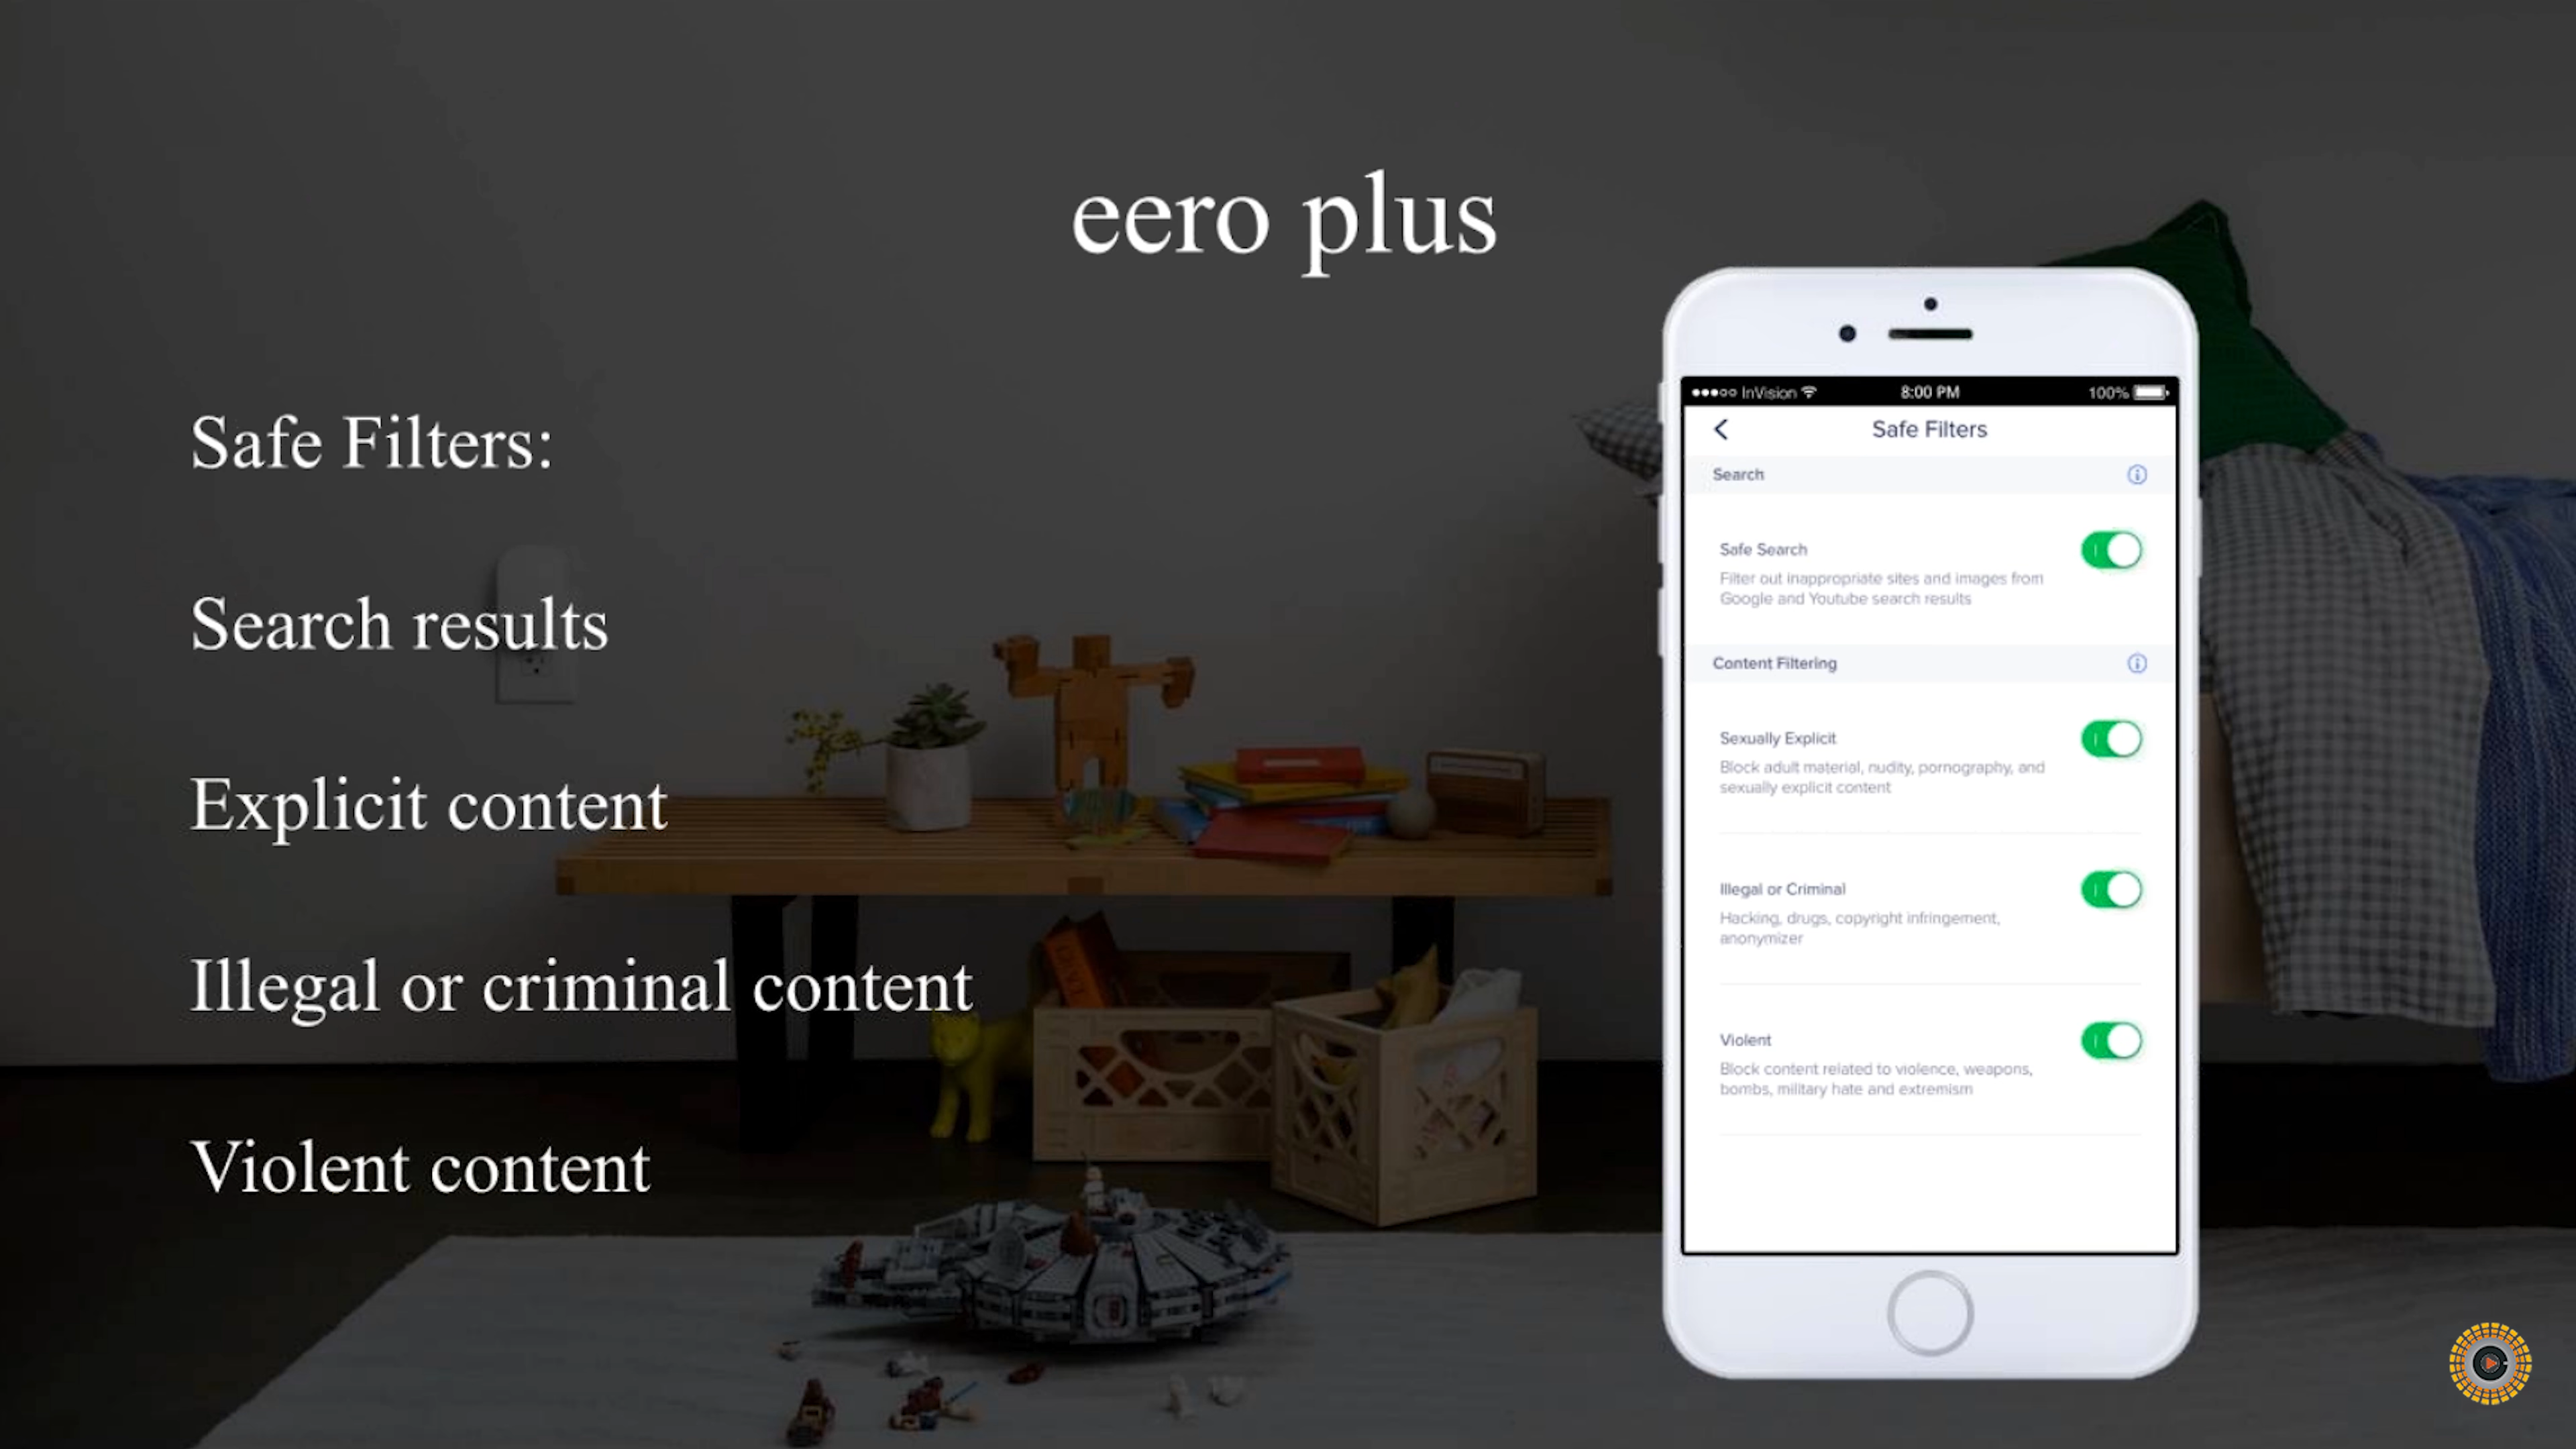 eero plus
Safe Filters:
Search results
Explicit content
Illegal or criminal content
Violent content
InVision
8:00 PM
100%
Safe Filters
Search
Safe Search
Filter out inappropriate sites and images from
Google and Youtube search results
Content Filtering
Sexually Explicit
Block adult material, nudity, pornography, and
sexually explicit content
Illegal or Criminal
Hacking, drugs, copyright infringement,
anonymizer
Violent
Block content related to violence, weapons,
bombs, military hate and extremism